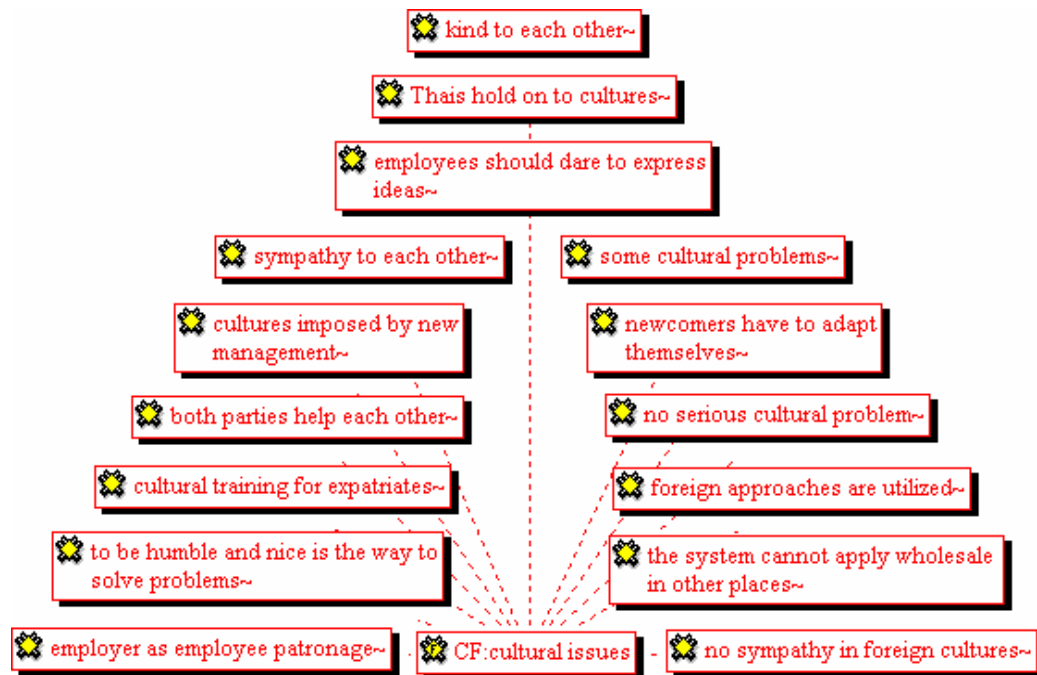 kind to each other~
Thais hold on to cultures~
employees should dare to express
ideas~
sympathy to each other~
some cultural problems~
cultures imposed by new
management~
newcomers have to adapt
themselves~
both parties help each other~
no serious cultural problem~
cultural training for expatriates~
foreign approaches are utilized~
to be humble and nice is the way to
solve problems~
the system cannot apply wholesale
in other places~
employer as employee patronage~
CF:cultural issues
no sympathy in foreign cultures~